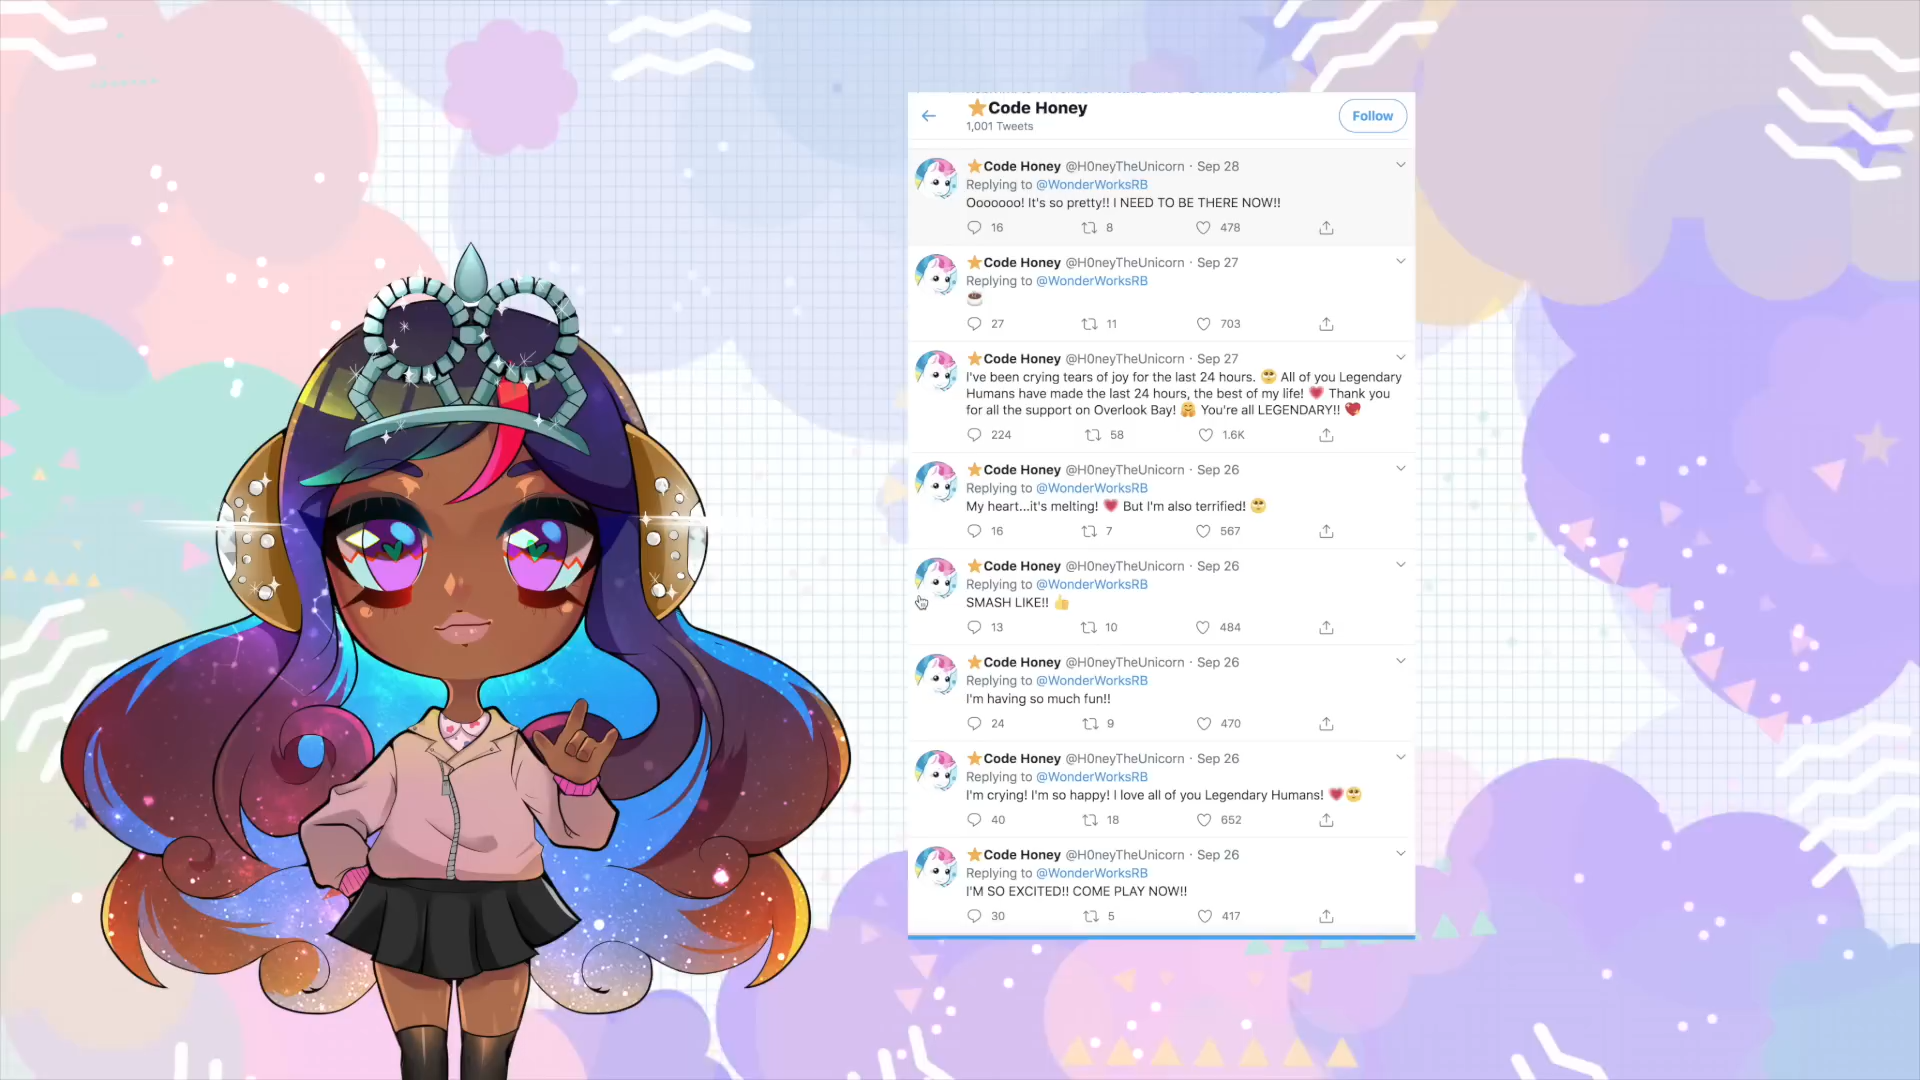 ⭐Code Honey
1,001 Tweets
Follow
⭐Code Honey @H0neyTheUnicorn · Sep 28
Replying to @WonderWorksRB
Ooooooo! It's so pretty!! I NEED TO BE THERE NOW!!
16 8 478
⭐Code Honey @H0neyTheUnicorn · Sep 27
Replying to @WonderWorksRB
☕
27 11 703
⭐Code Honey @H0neyTheUnicorn · Sep 27
I've been crying tears of joy for the last 24 hours. 🥺 All of you Legendary
Humans have made the last 24 hours, the best of my life! 💗 Thank you
for all the support on Overlook Bay! 🤗 You're all LEGENDARY!! 💖
224 58 1.6K
⭐Code Honey @H0neyTheUnicorn · Sep 26
Replying to @WonderWorksRB
My heart...it's melting! 💗 But I'm also terrified! 🥺
16 7 567
⭐Code Honey @H0neyTheUnicorn · Sep 26
Replying to @WonderWorksRB
SMASH LIKE!! 👍
13 10 484
⭐Code Honey @H0neyTheUnicorn · Sep 26
Replying to @WonderWorksRB
I'm having so much fun!!
24 9 470
⭐Code Honey @H0neyTheUnicorn · Sep 26
Replying to @WonderWorksRB
I'm crying! I'm so happy! I love all of you Legendary Humans! 💗🥺
40 18 652
⭐Code Honey @H0neyTheUnicorn · Sep 26
Replying to @WonderWorksRB
I'M SO EXCITED!! COME PLAY NOW!!
30 5 417